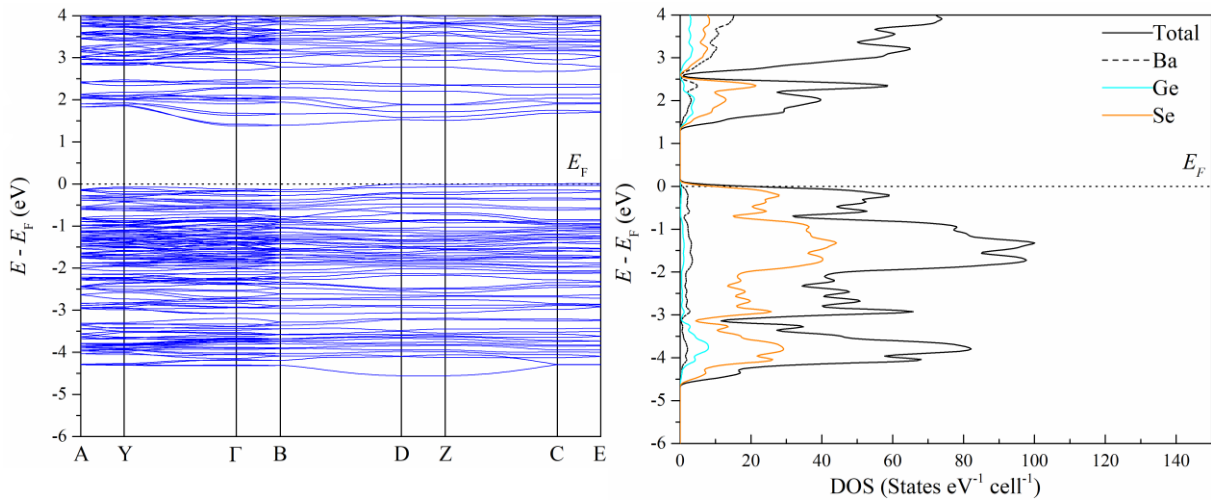 4
3
2
1
0
-1
-2
-3
-4
-5
-6
E - E_F (eV)
E_F
A Y Γ B D Z C E
4
3
2
1
0
-1
-2
-3
-4
-5
-6
E - E_F (eV)
Total
Ba
Ge
Se
E_F
0 20 40 60 80 100 120 140
DOS (States eV⁻¹ cell⁻¹)